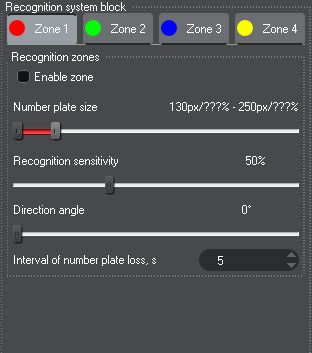 Recognition system block
Zone 1 Zone 2 Zone 3 Zone 4
Recognition zones
Enable zone
Number plate size 130px/???% - 250px/???%
Recognition sensitivity 50%
Direction angle 0°
Interval of number plate loss, s 5